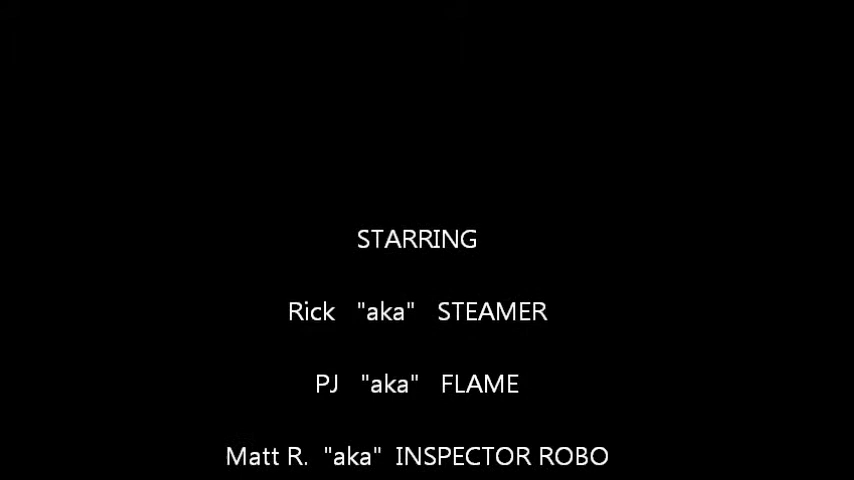 STARRING
Rick "aka" STEAMER
PJ "aka" FLAME
Matt R. "aka" INSPECTOR ROBO